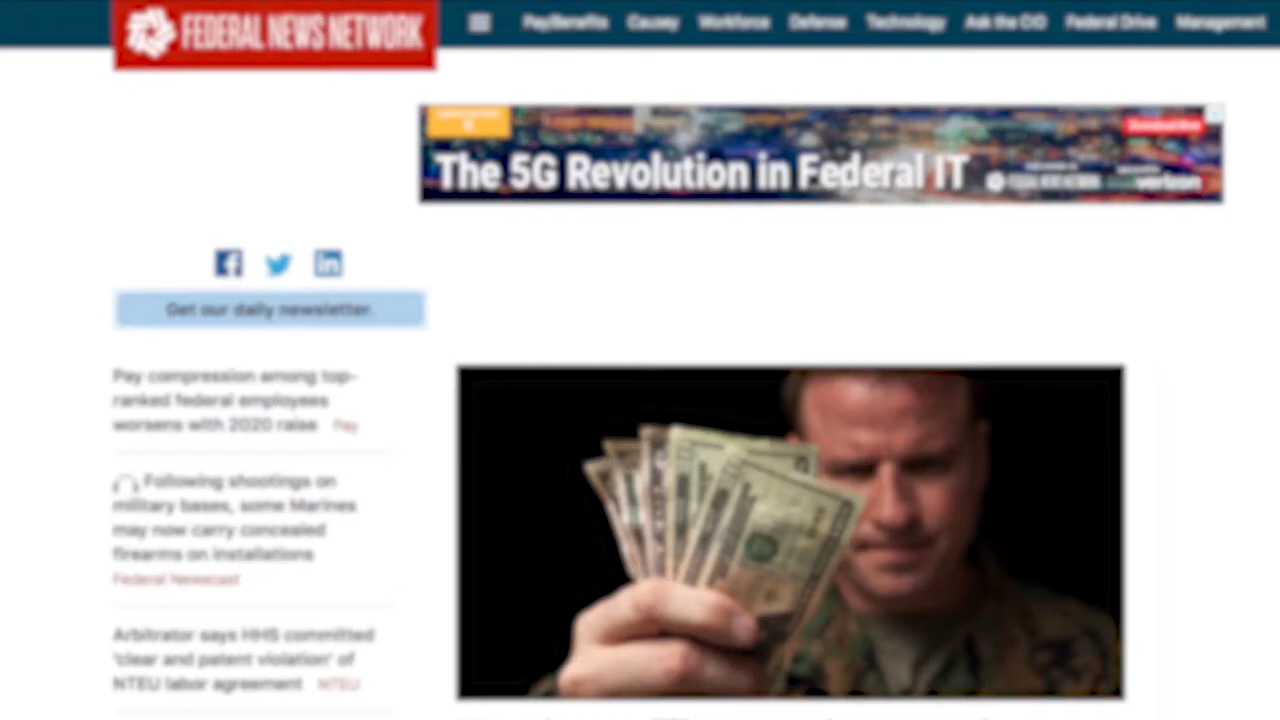 FEDERAL NEWS NETWORK
Pay/Benefits Causey Workforce Defense Technology Ask the CIO Federal Drive Management
The 5G Revolution in Federal IT
verizon
Get our daily newsletter.
Pay compression among top-
ranked federal employees
worsens with 2020 raise Pay
Following shootings on
military bases, some Marines
may now carry concealed
firearms on installations
Federal Newscast
Arbitrator says HHS committed
'clear and patent violation' of
NTEU labor agreement NTEU